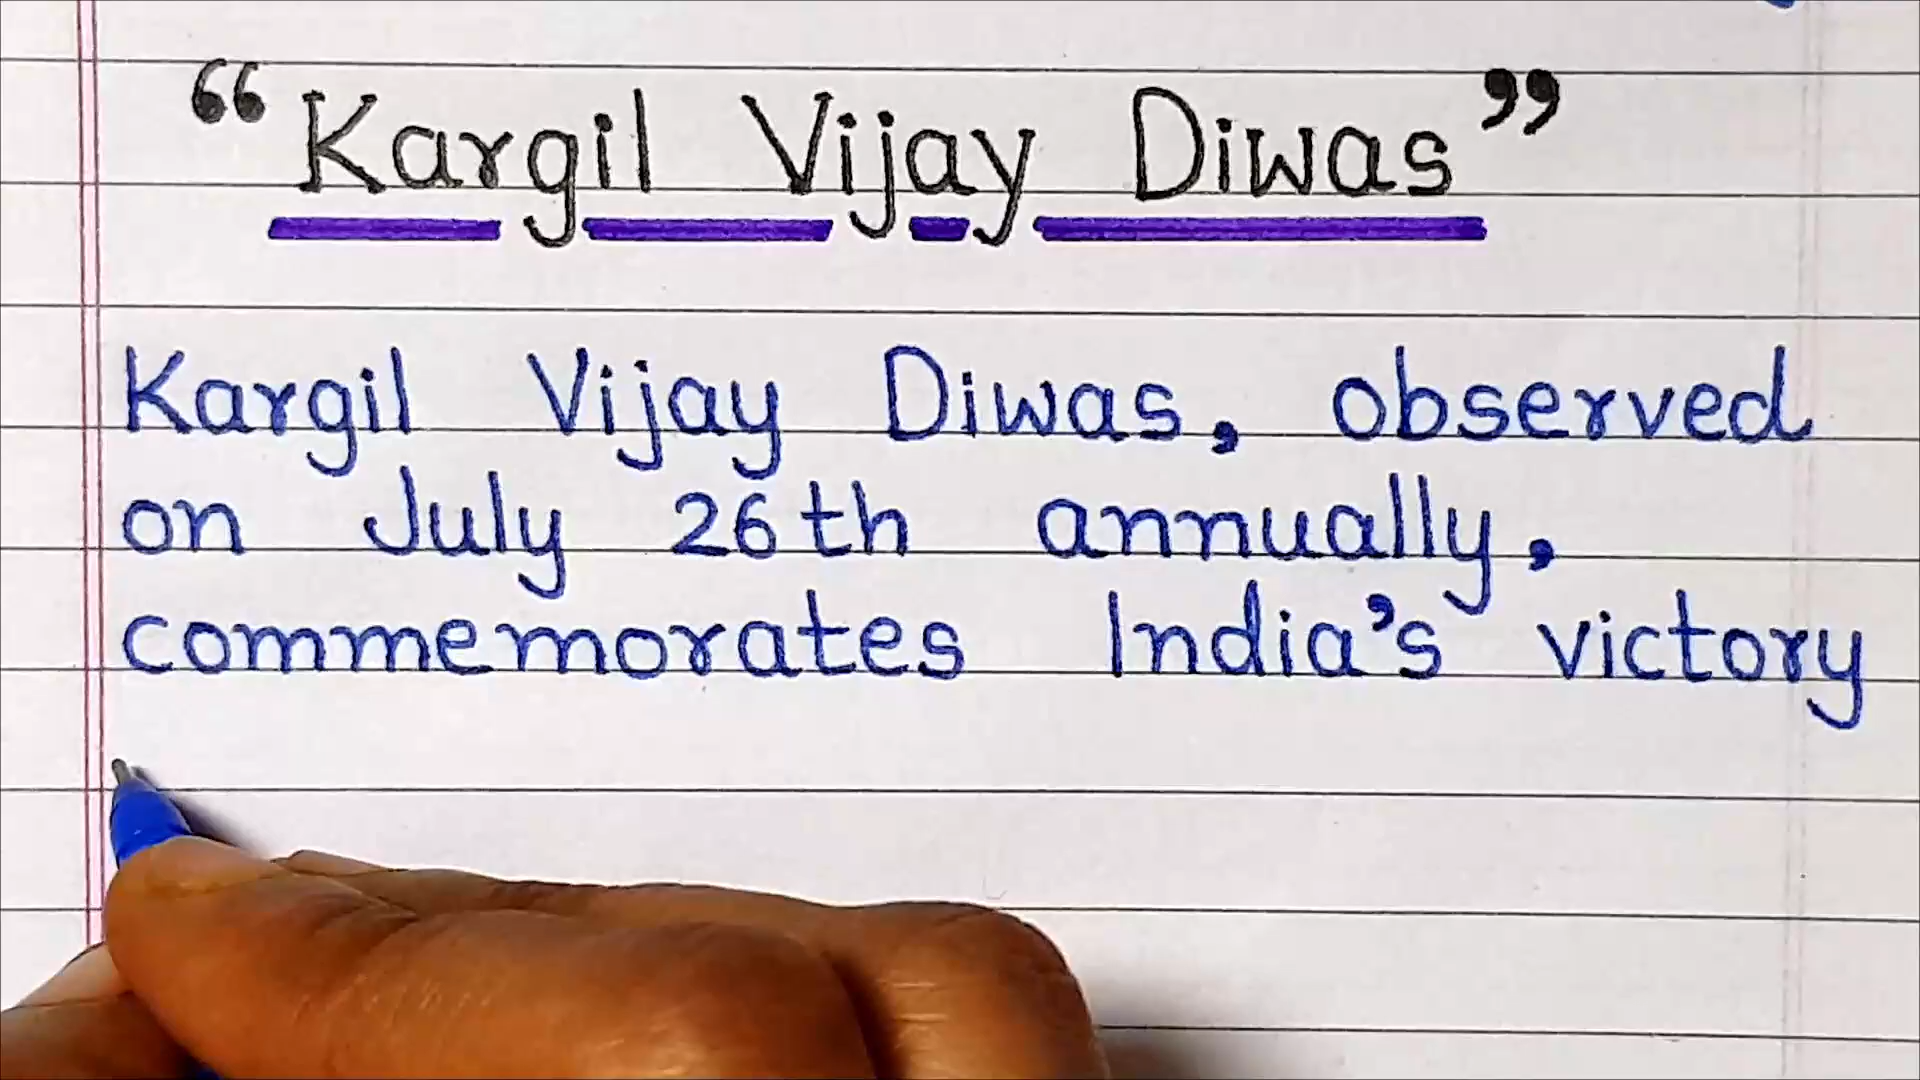 “Kargil Vijay Diwas”
Kargil Vijay Diwas, observed
on July 26th annually,
commemorates India's victory